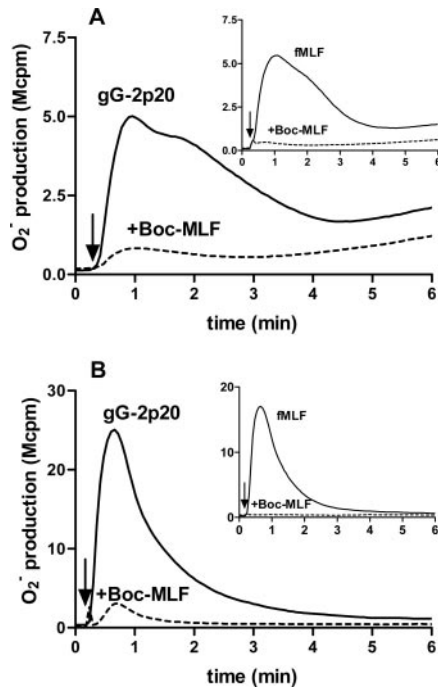 A
7.5
5.0
2.5
0.0
O2- production (Mcpm)
gG-2p20
+Boc-MLF
0 1 2 3 4 5 6
time (min)
7.5
5.0
2.5
0.0
fMLF
+Boc-MLF
0 1 2 3 4 5 6
B
30
20
10
0
O2- production (Mcpm)
gG-2p20
+Boc-MLF
0 1 2 3 4 5 6
time (min)
20
10
0
fMLF
+Boc-MLF
0 1 2 3 4 5 6